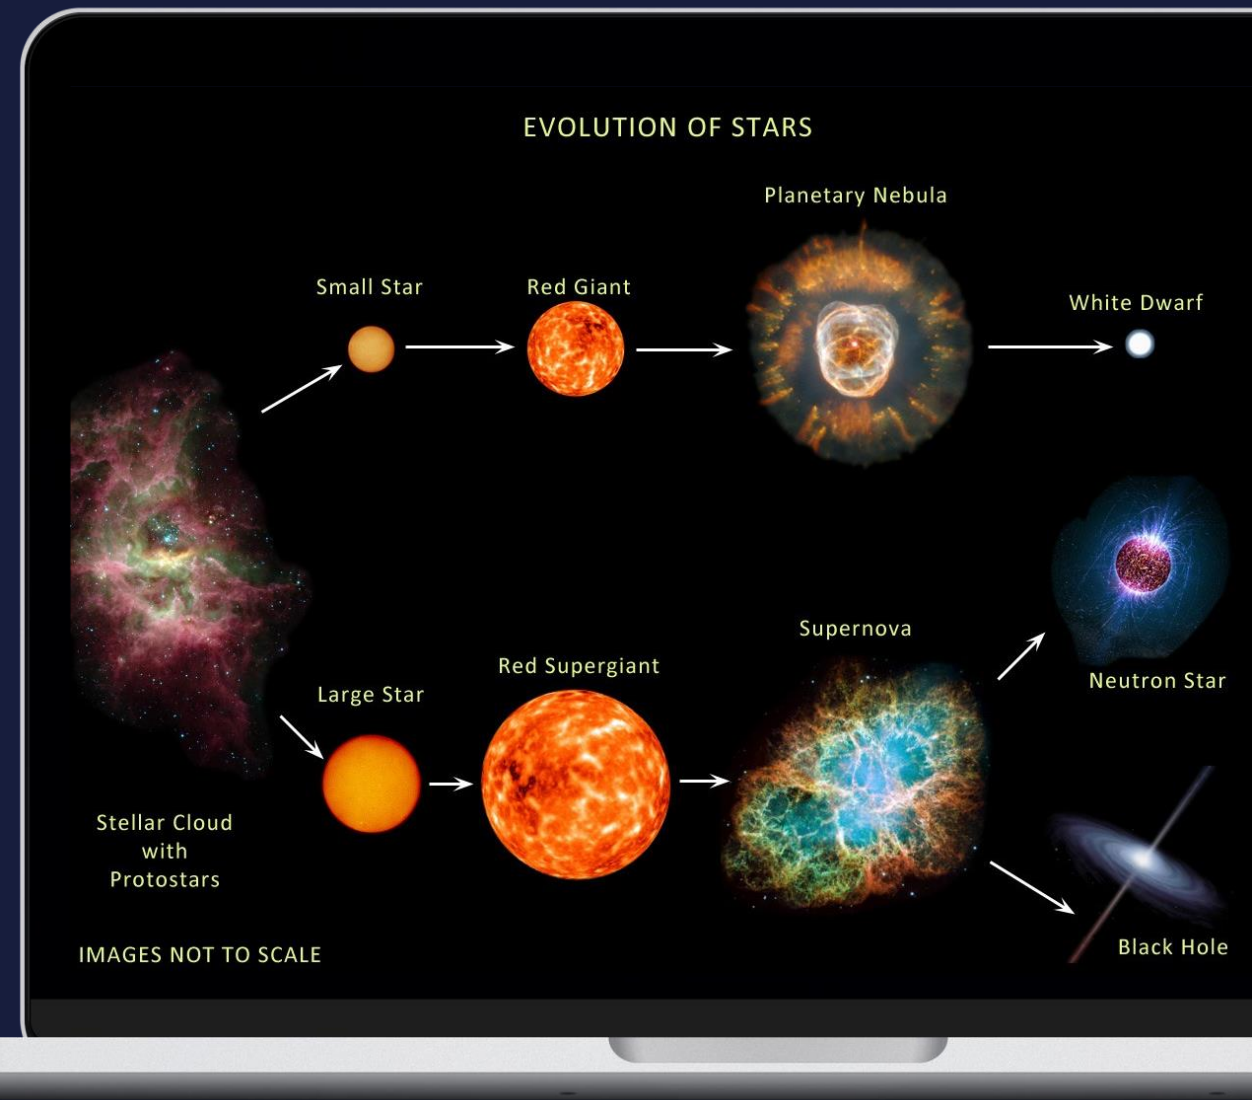 EVOLUTION OF STARS
Planetary Nebula
Small Star
Red Giant
White Dwarf
Supernova
Red Supergiant
Neutron Star
Large Star
Stellar Cloud
with
Protostars
Black Hole
IMAGES NOT TO SCALE